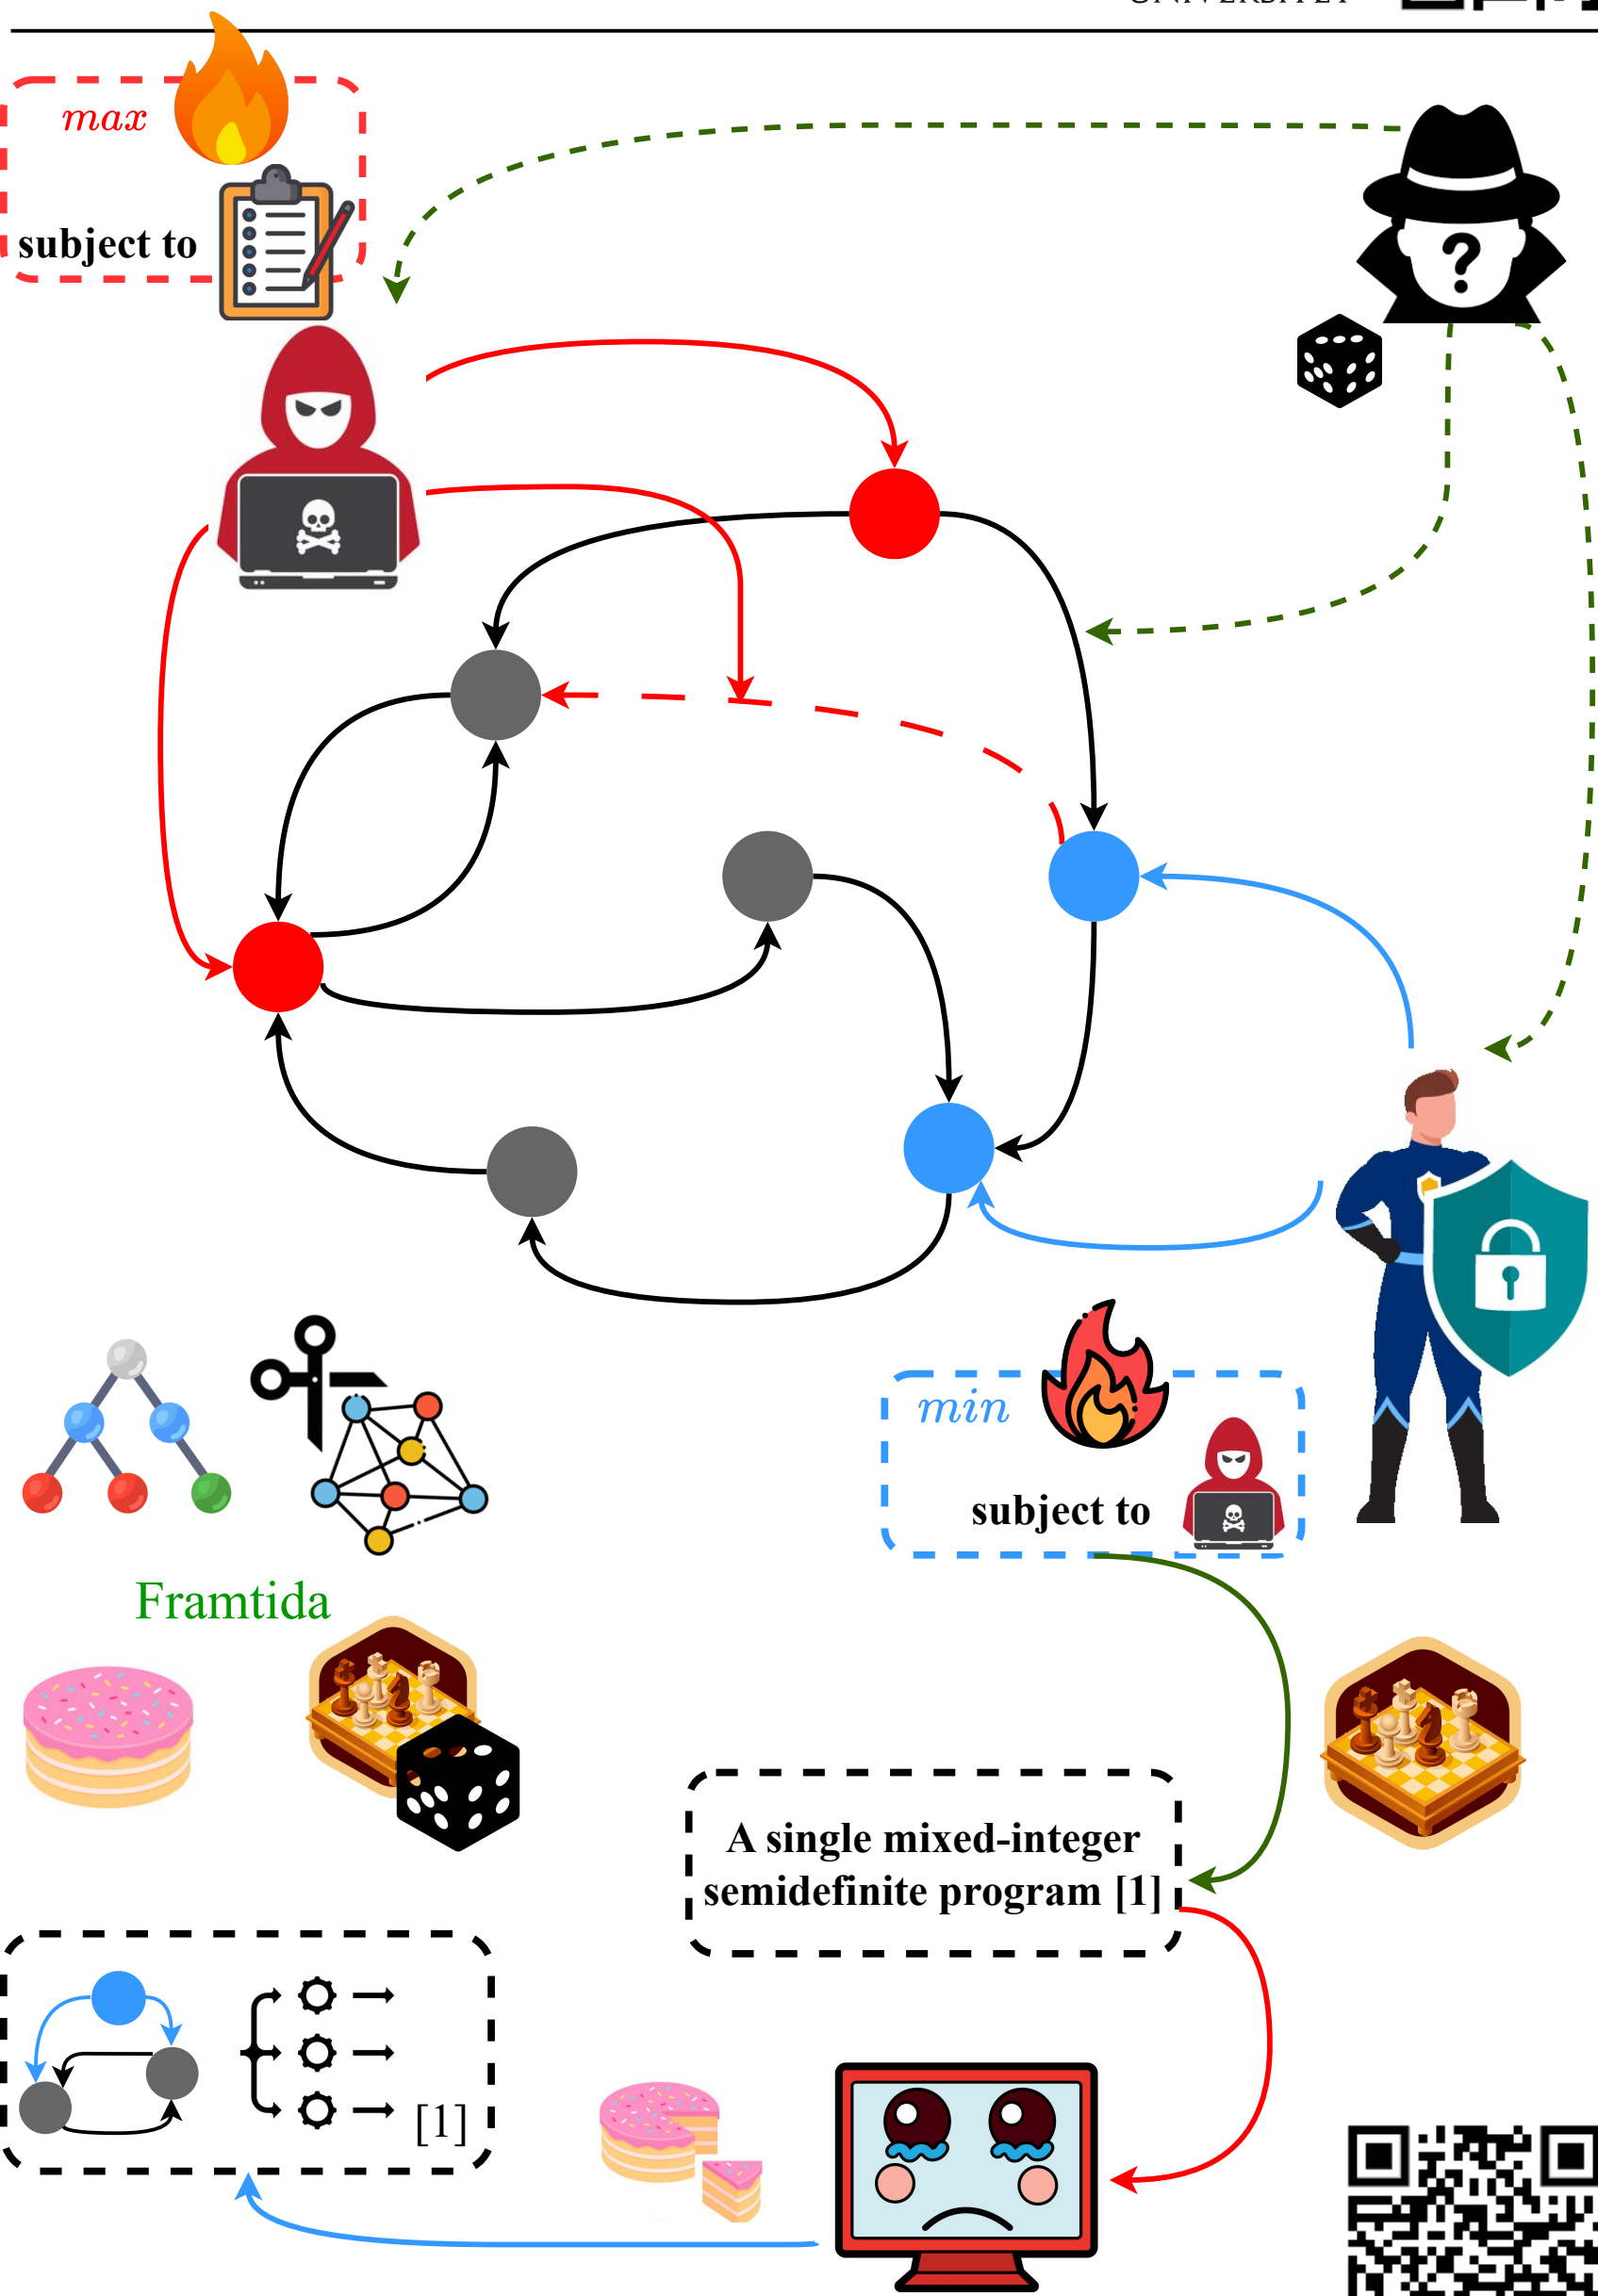 max
subject to
?
min
subject to
Framtida
A single mixed-integer
semidefinite program [1]
[1]